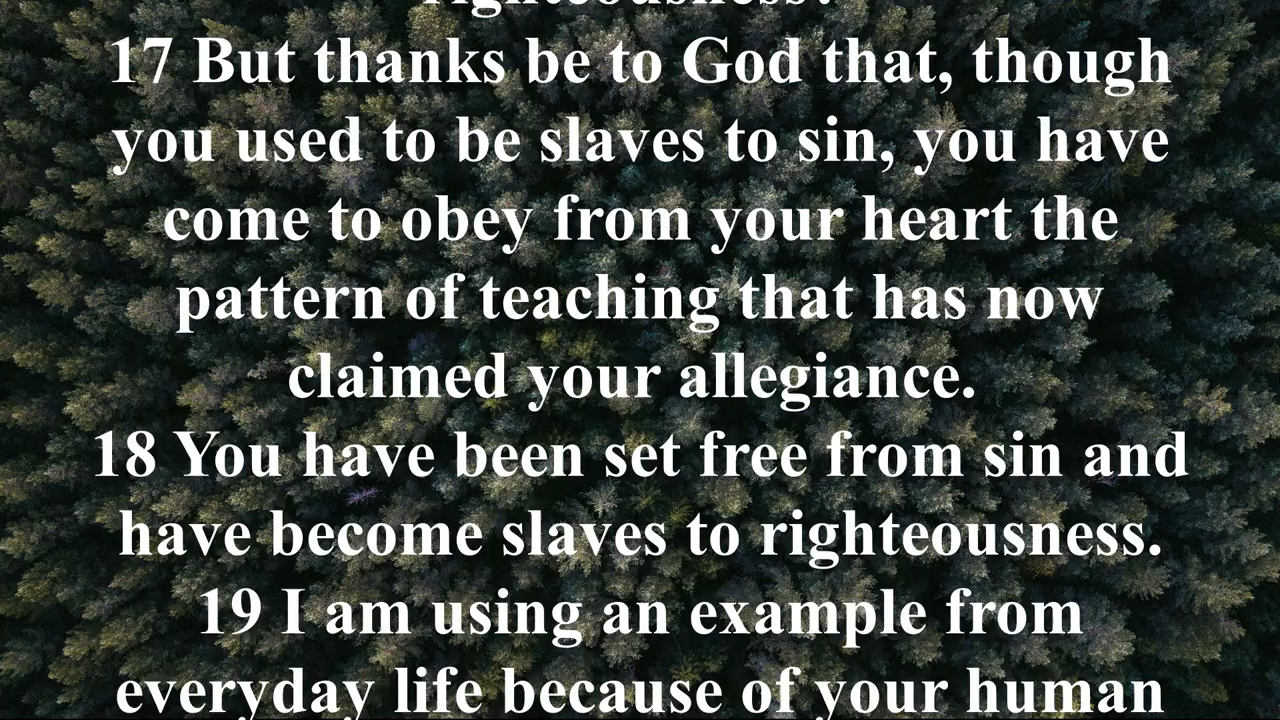 righteousness?
17 But thanks be to God that, though
you used to be slaves to sin, you have
come to obey from your heart the
pattern of teaching that has now
claimed your allegiance.
18 You have been set free from sin and
have become slaves to righteousness.
19 I am using an example from
everyday life because of your human